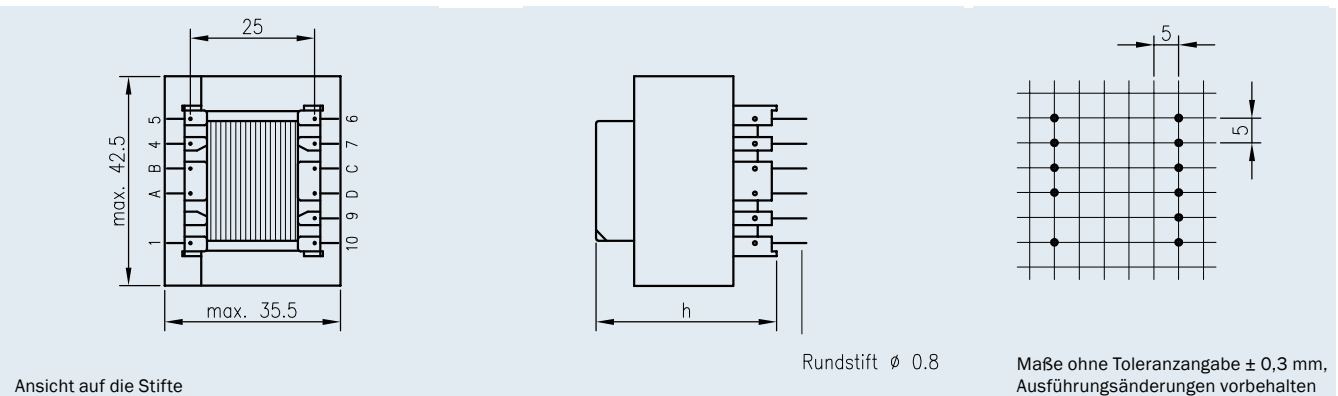 25
max. 42.5
5
4
B
A
1
6
7
C
D
9
10
max. 35.5
Ansicht auf die Stifte
h
Rundstift ø 0.8
5
5
Maße ohne Toleranzangabe ± 0,3 mm,
Ausführungsänderungen vorbehalten